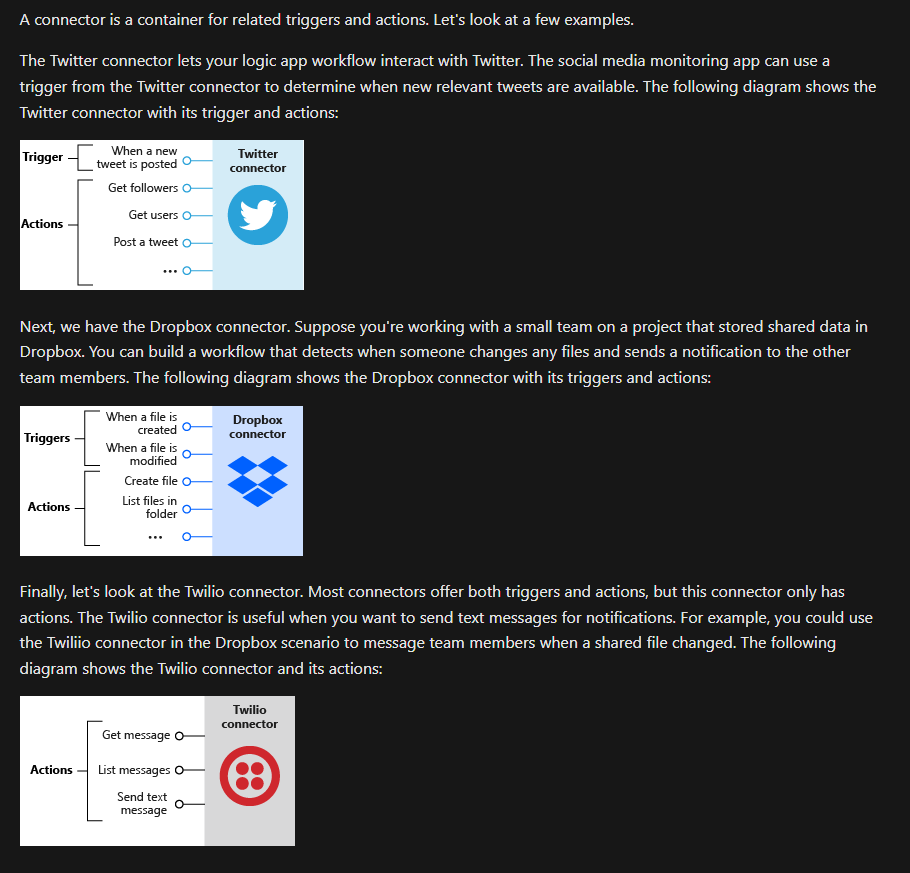 A connector is a container for related triggers and actions. Let's look at a few examples.
The Twitter connector lets your logic app workflow interact with Twitter. The social media monitoring app can use a
trigger from the Twitter connector to determine when new relevant tweets are available. The following diagram shows the
Twitter connector with its trigger and actions:
Trigger
When a new
tweet is posted
Actions
Get followers
Get users
Post a tweet
...
Twitter
connector
Next, we have the Dropbox connector. Suppose you're working with a small team on a project that stored shared data in
Dropbox. You can build a workflow that detects when someone changes any files and sends a notification to the other
team members. The following diagram shows the Dropbox connector with its triggers and actions:
Triggers
When a file is
created
When a file is
modified
Actions
Create file
List files in
folder
...
Dropbox
connector
Finally, let's look at the Twilio connector. Most connectors offer both triggers and actions, but this connector only has
actions. The Twilio connector is useful when you want to send text messages for notifications. For example, you could use
the Twiliio connector in the Dropbox scenario to message team members when a shared file changed. The following
diagram shows the Twilio connector and its actions:
Actions
Get message
List messages
Send text
message
Twilio
connector